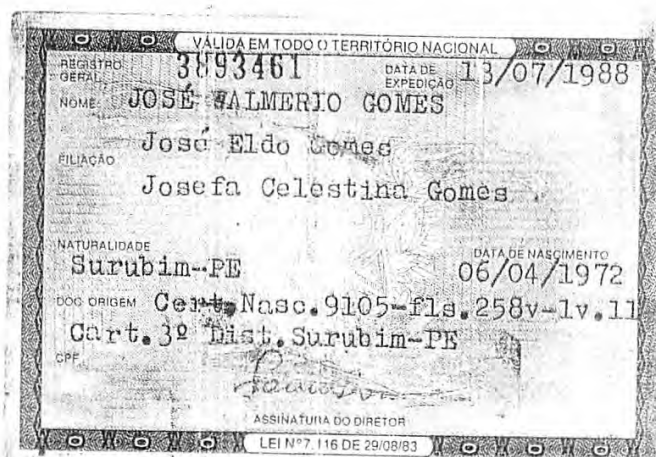 VÁLIDA EM TODO O TERRITÓRIO NACIONAL
REGISTRO GERAL 3893461 DATA DE EXPEDIÇÃO 13/07/1988
NOME JOSÉ WALMERIO GOMES
FILIAÇÃO José Eldo Gomes
Josefa Celestina Gomes
NATURALIDADE DATA DE NASCIMENTO
Surubim-PE 06/04/1972
DOC ORIGEM Cert.Nasc.9105-fls.258v-lv.11
Cart.3º Dist.Surubim-PE
CPF
ASSINATURA DO DIRETOR
LEI Nº 7.116 DE 29/08/83